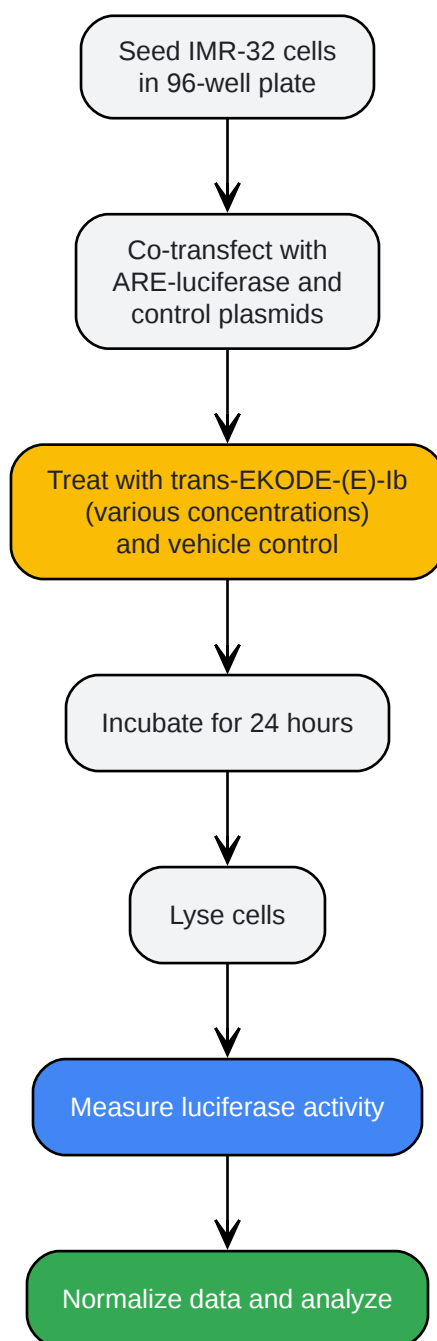 Seed IMR-32 cells
in 96-well plate
Co-transfect with
ARE-luciferase and
control plasmids
Treat with trans-EKODE-(E)-Ib
(various concentrations)
and vehicle control
Incubate for 24 hours
Lyse cells
Measure luciferase activity
Normalize data and analyze